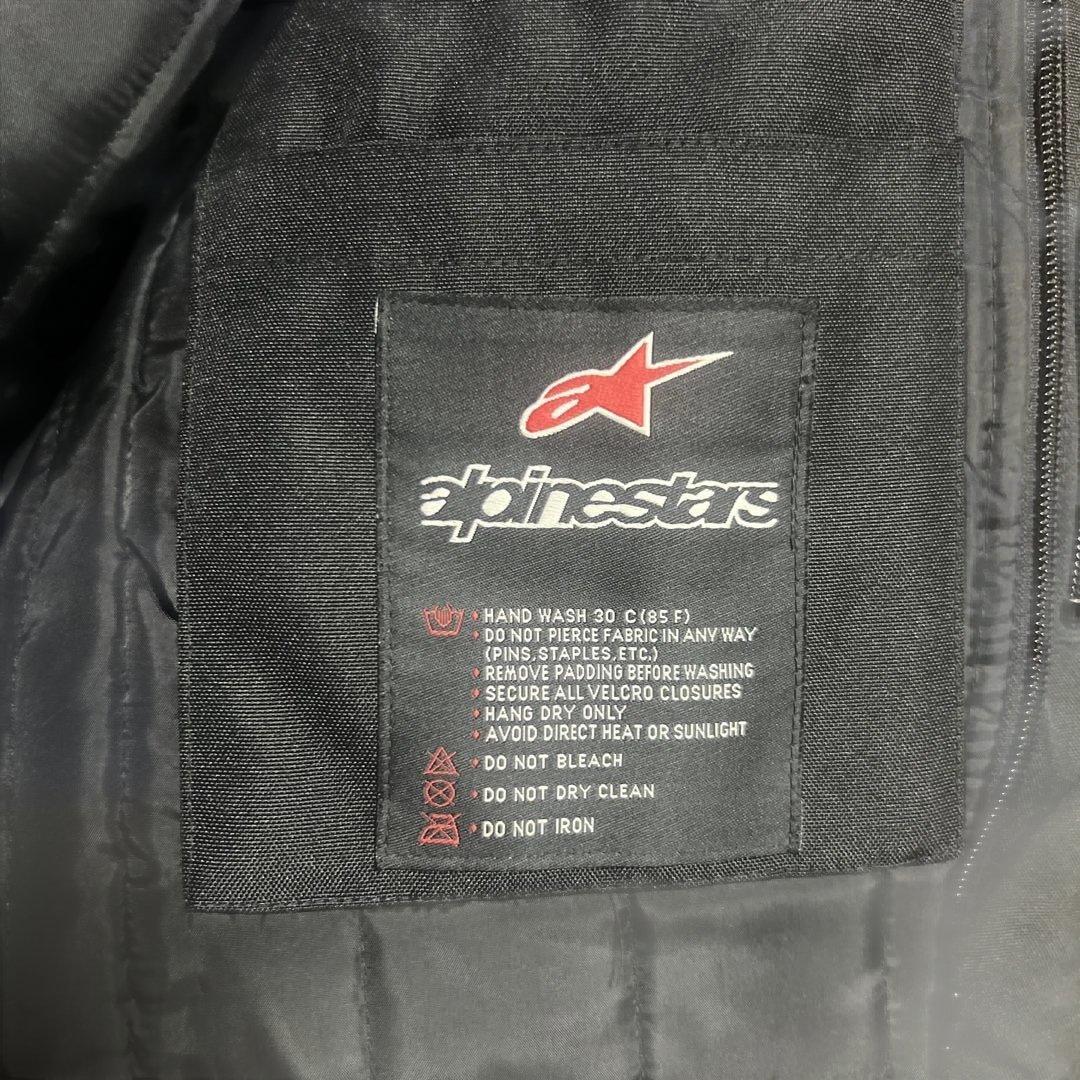 alpinestars
• HAND WASH 30 C (85 F)
• DO NOT PIERCE FABRIC IN ANY WAY
(PINS, STAPLES, ETC.)
• REMOVE PADDING BEFORE WASHING
• SECURE ALL VELCRO CLOSURES
• HANG DRY ONLY
• AVOID DIRECT HEAT OR SUNLIGHT
• DO NOT BLEACH
• DO NOT DRY CLEAN
• DO NOT IRON